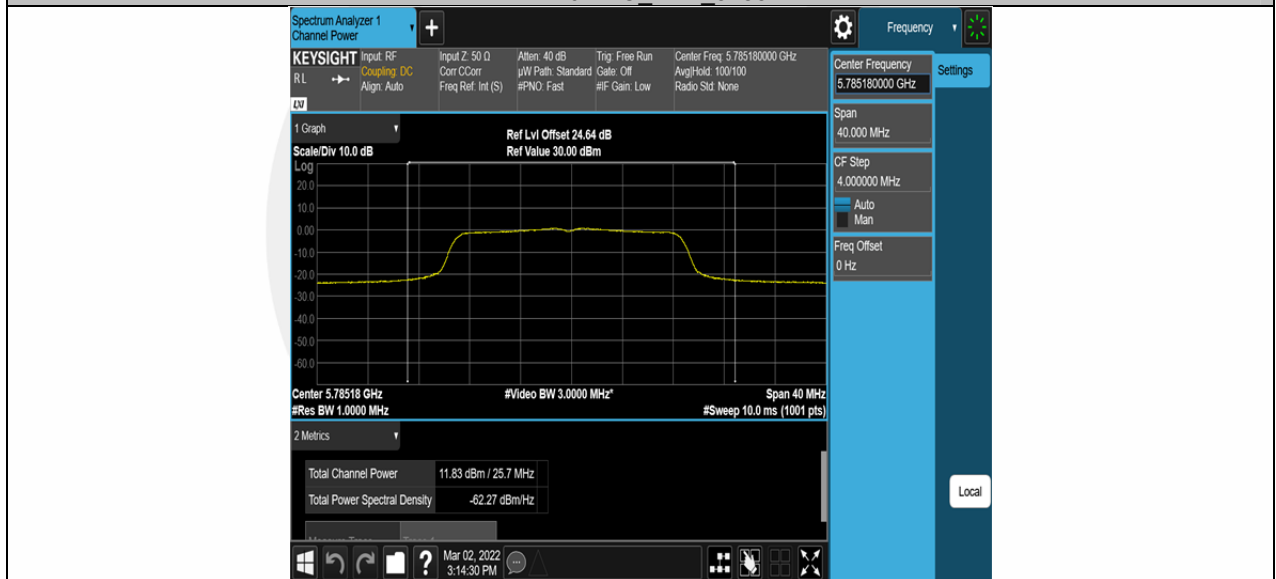 Spectrum Analyzer 1
Channel Power
+
Frequency
KEYSIGHT
RL
LXI
Input: RF
Coupling: DC
Align: Auto
Input Z: 50 Ω
Corr CCorr
Freq Ref: Int (S)
Atten: 40 dB
µW Path: Standard
#PNO: Fast
Trig: Free Run
Gate: Off
#IF Gain: Low
Center Freq: 5.785180000 GHz
Avg|Hold: 100/100
Radio Std: None
Center Frequency
5.785180000 GHz
Settings
Span
40.000 MHz
CF Step
4.000000 MHz
Auto
Man
Freq Offset
0 Hz
Local
1 Graph
Scale/Div 10.0 dB
Ref Lvl Offset 24.64 dB
Ref Value 30.00 dBm
Log
20.0
10.0
0.00
-10.0
-20.0
-30.0
-40.0
-50.0
-60.0
Center 5.78518 GHz
#Video BW 3.0000 MHz*
Span 40 MHz
#Res BW 1.0000 MHz
#Sweep 10.0 ms (1001 pts)
2 Metrics
Total Channel Power 11.83 dBm / 25.7 MHz
Total Power Spectral Density -62.27 dBm/Hz
?
Mar 02, 2022
3:14:30 PM